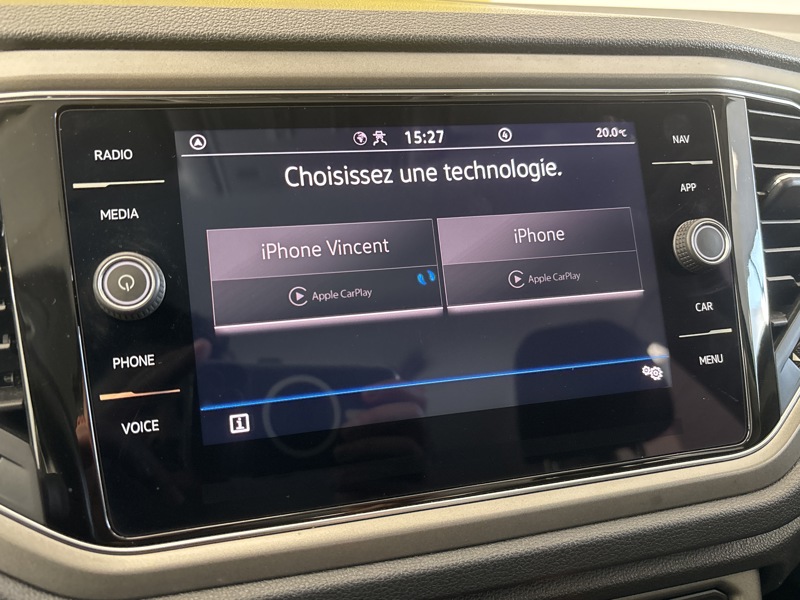 15:27
4
20.0°C
Choisissez une technologie.
iPhone Vincent
Apple CarPlay
iPhone
Apple CarPlay
i
RADIO
MEDIA
PHONE
VOICE
NAV
APP
CAR
MENU